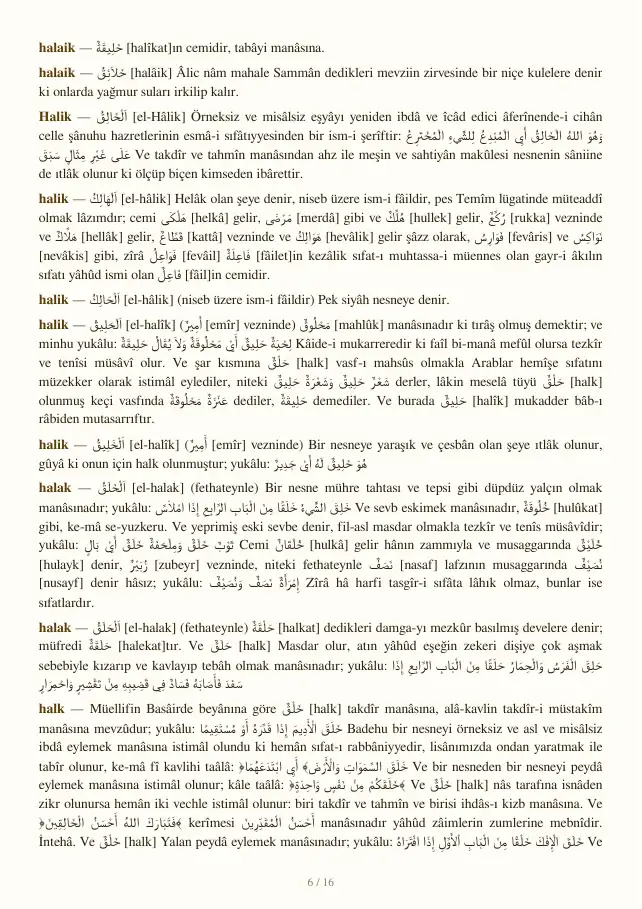 halaik — خَلِيقَةٌ [halîkat]ın cemidir, tabâyi manâsına.
halaik — خَلَائِقُ [halâik] Âlic nâm mahale Sammân dedikleri mevziin zirvesinde bir niçe kulelere denir
ki onlarda yağmur suları irkilip kalır.
Halik — اَلْخَالِقُ [el-Hâlik] Örneksiz ve misâlsiz eşyâyı yeniden ibdâ ve îcâd edici âferînende-i cihân
celle şânuhu hazretlerinin esmâ-i sıfâtıyyesinden bir ism-i şerîftir: وَهُوَ اللهُ الْخَالِقُ أَيِ الْمُبْدِعُ لِلشَّيْءِ الْمُخْتَرِعُ
عَلَى غَيْرِ مِثَالٍ سَبَقَ Ve takdîr ve tahmîn manâsından ahz ile meşin ve sahtiyân makûlesi nesnenin sâniine
de ıtlâk olunur ki ölçüp biçen kimseden ibârettir.
halik — اَلْهَالِكُ [el-hâlik] Helâk olan şeye denir, niseb üzere ism-i fâildir, pes Temîm lügatinde müteaddî
olmak lâzımdır; cemi هَلْكَى [helkâ] gelir, مَرْضَى [merdâ] gibi ve هُلَّكٌ [hullek] gelir, رُكَّعٌ [rukka] vezninde
ve هَلَّاكٌ [hellâk] gelir, قَطَّاعٌ [kattâ] vezninde ve هَوَالِكُ [hevâlik] gelir şâzz olarak, فَوَارِسُ [fevâris] ve نَوَاكِسُ
[nevâkis] gibi, zîrâ فَوَاعِلُ [fevâil] فَاعِلَةٌ [fâilet]in kezâlik sıfat-ı muhtassa-i müennes olan gayr-i âkılın
sıfatı yâhûd ismi olan فَاعِلٌ [fâil]in cemidir.
halik — اَلْحَالِكُ [el-hâlik] (niseb üzere ism-i fâildir) Pek siyâh nesneye denir.
halik — اَلْحَلِيقُ [el-halîk] (أَمِيرٌ [emîr] vezninde) مَحْلُوقٌ [mahlûk] manâsınadır ki tırâş olmuş demektir; ve
minhu yukâlu: لِحْيَةٌ حَلِيقٌ أَيْ مَحْلُوقَةٌ وَلاَ يُقَالُ حَلِيقَةٌ Kâide-i mukarreredir ki faîl bi-manâ mefûl olursa tezkîr
ve tenîsi müsâvî olur. Ve şar kısmına حَلْقٌ [halk] vasf-ı mahsûs olmakla Arablar hemîşe sıfatını
müzekker olarak istimâl eylediler, niteki شَعْرٌ حَلِيقٌ وَشَعْرَةٌ حَلِيقٌ derler, lâkin meselâ tüyü حَلْقٌ [halk]
olunmuş keçi vasfında عَنْزَةٌ مَحْلُوقَةٌ dediler, حَلِيقَةٌ demediler. Ve burada حَلِيقٌ [halîk] mukadder bâb-ı
râbiden mutasarrıftır.
halik — اَلْخَلِيقُ [el-halîk] (أَمِيرٌ [emîr] vezninde) Bir nesneye yaraşık ve çesbân olan şeye ıtlâk olunur,
gûyâ ki onun için halk olunmuştur; yukâlu: هُوَ خَلِيقٌ لَهُ أَيْ جَدِيرٌ
halak — اَلْخَلَقُ [el-halak] (fethateynle) Bir nesne mühre tahtası ve tepsi gibi düpdüz yalçın olmak
manâsınadır; yukâlu: خَلِقَ الشَّيْءُ خَلَقًا مِنَ الْبَابِ الرَّابِعِ إِذَا امْلَاسَّ Ve sevb eskimek manâsınadır, خُلُوقَةٌ [hulûkat]
gibi, ke-mâ se-yuzkeru. Ve yeprimiş eski sevbe denir, fil-asl masdar olmakla tezkîr ve tenîs müsâvîdir;
yukâlu: ثَوْبٌ خَلَقٌ وَمِلْحَفَةٌ خَلَقٌ أَيْ بَالٍ Cemi خُلْقَانٌ [hulkâ] gelir hânın zammıyla ve musaggarında خُلَيْقٌ
[hulayk] denir, زُبَيْرٌ [zubeyr] vezninde, niteki fethateynle نَصَفٌ [nasaf] lafzının musaggarında نُصَيْفٌ
[nusayf] denir hâsız; yukâlu: إِمْرَأَةٌ نَصَفٌ وَنُصَيْفٌ Zîrâ hâ harfi tasgîr-i sıfâta lâhık olmaz, bunlar ise
sıfatlardır.
halak — اَلْحَلَقُ [el-halak] (fethateynle) حَلْقَةٌ [halkat] dedikleri damga-yı mezkûr basılmış develere denir;
müfredi حَلَقَةٌ [halekat]tır. Ve حَلَقٌ [halk] Masdar olur, atın yâhûd eşeğin zekeri dişiye çok aşmak
sebebiyle kızarıp ve kavlayıp tebâh olmak manâsınadır; yukâlu: حَلِقَ الْفَرَسُ وَالْحِمَارُ حَلَقًا مِنَ الْبَابِ الرَّابِعِ إِذَا
سَفَدَ فَأَصَابَهُ فَسَادٌ فِي قَضِيبِهِ مِنْ تَقْشِيرٍ وَاحْمِرَارٍ
halk — Müellifin Basâirde beyânına göre خَلْقٌ [halk] takdîr manâsına, alâ-kavlin takdîr-i müstakîm
manâsına mevzûdur; yukâlu: خَلَقَ الْأَدِيمَ إِذَا قَدَّرَهُ أَوْ مُسْتَقِيمًا Badehu bir nesneyi örneksiz ve asl ve misâlsiz
ibdâ eylemek manâsına istimâl olundu ki hemân sıfat-ı rabbâniyyedir, lisânımızda ondan yaratmak ile
tabîr olunur, ke-mâ fî kavlihi taâlâ: ﴿خَلَقَ السَّمَوَاتِ وَالْأَرْضَ﴾ أَيِ ابْتَدَعَهُمَا Ve bir nesneden bir nesneyi peydâ
eylemek manâsına istimâl olunur; kâle taâlâ: ﴿خَلَقَكُمْ مِنْ نَفْسٍ وَاحِدَةٍ﴾ Ve خَلْقٌ [halk] nâs tarafına isnâden
zikr olunursa hemân iki vechle istimâl olunur: biri takdîr ve tahmîn ve birisi ihdâs-ı kizb manâsına. Ve
﴿فَتَبَارَكَ اللهُ أَحْسَنُ الْخَالِقِينَ﴾ kerîmesi أَحْسَنُ الْمُقَدِّرِينَ manâsınadır yâhûd zâimlerin zumlerine mebnîdir.
İntehâ. Ve خَلْقٌ [halk] Yalan peydâ eylemek manâsınadır; yukâlu: خَلَقَ الْإِفْكَ خَلْقًا مِنَ الْبَابِ اْلأَوَّلِ إِذَا افْتَرَاهُ Ve
6 / 16